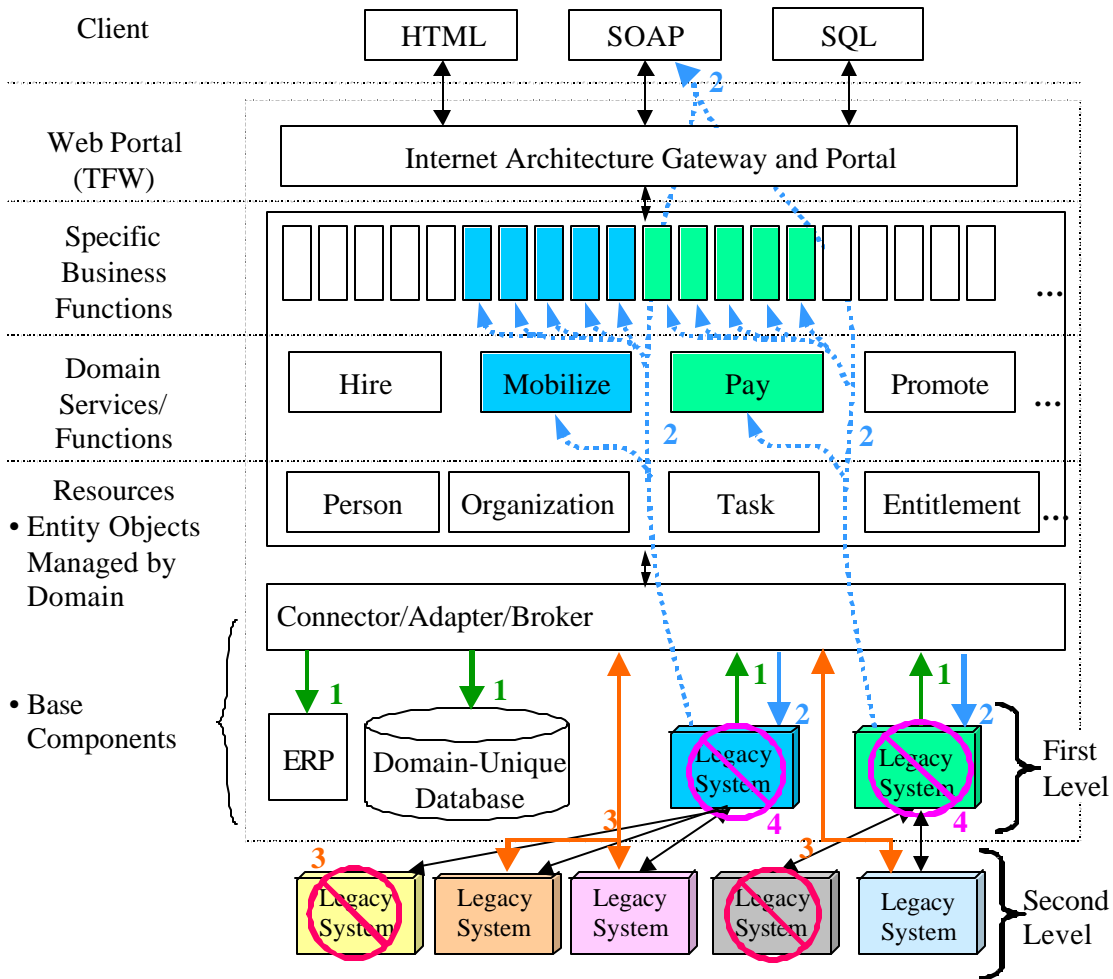 Client
HTML
SOAP
SQL
2
Web Portal
(TFW)
Internet Architecture Gateway and Portal
Specific
Business
Functions
...
Domain
Services/
Functions
Hire
Mobilize
Pay
Promote
...
2
2
Resources
• Entity Objects
Managed by
Domain
Person
Organization
Task
Entitlement
...
Connector/Adapter/Broker
• Base
Components
1
1
1
2
1
2
ERP
Domain-Unique
Database
Legacy
System
Legacy
System
First
Level
4
4
3
3
3
Legacy
System
Legacy
System
Legacy
System
Legacy
System
Legacy
System
Second
Level